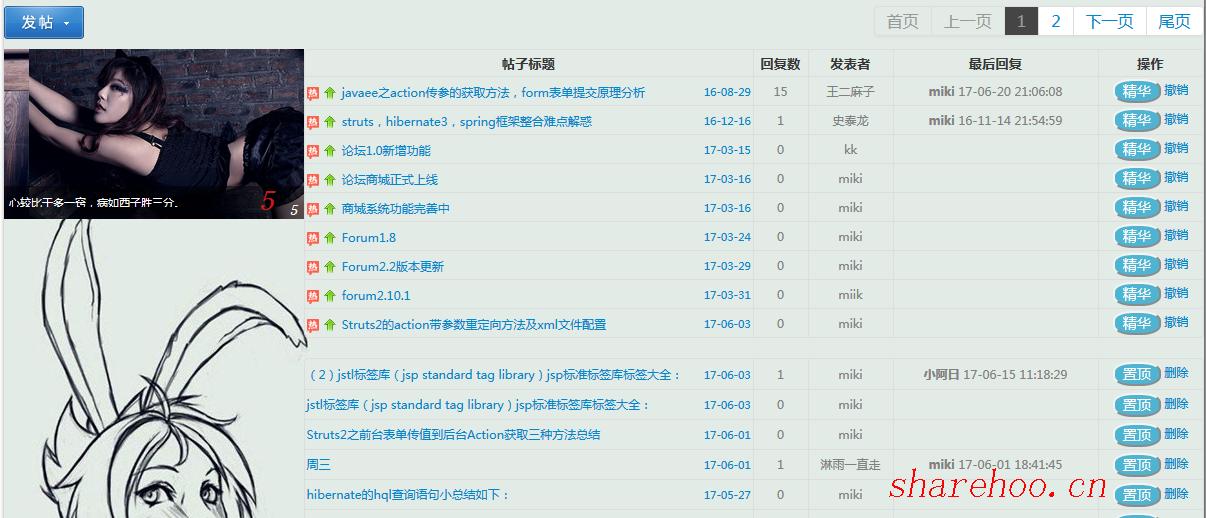 发帖
首页 上一页 1 2 下一页 尾页
帖子标题 回复数 发表者 最后回复 操作
热 javaee之action传参的获取方法，form表单提交原理分析 16-08-29 15 王二麻子 miki 17-06-20 21:06:08 精华 撤销
热 struts，hibernate3，spring框架整合难点解惑 16-12-16 1 史泰龙 miki 16-11-14 21:54:59 精华 撤销
热 论坛1.0新增功能 17-03-15 0 kk 精华 撤销
热 论坛商城正式上线 17-03-16 0 miki 精华 撤销
热 商城系统功能完善中 17-03-16 0 miki 精华 撤销
心较比干多一窍，病如西子胜三分。 5 5
热 Forum1.8 17-03-24 0 miki 精华 撤销
热 Forum2.2版本更新 17-03-29 0 miki 精华 撤销
热 forum2.10.1 17-03-31 0 miik 精华 撤销
热 Struts2的action带参数重定向方法及xml文件配置 17-06-03 0 miki 精华 撤销
（2）jstl标签库（jsp standard tag library）jsp标准标签库标签大全： 17-06-03 1 miki 小阿日 17-06-15 11:18:29 置顶 删除
jstl标签库（jsp standard tag library）jsp标准标签库标签大全： 17-06-03 0 miki 置顶 删除
Struts2之前台表单传值到后台Action获取三种方法总结 17-06-01 0 miki 置顶 删除
周三 17-06-01 1 淋雨一直走 miki 17-06-01 18:41:45 置顶 删除
hibernate的hql查询语句小总结如下： 17-05-27 0 miki 置顶 删除
sharehoo.cn